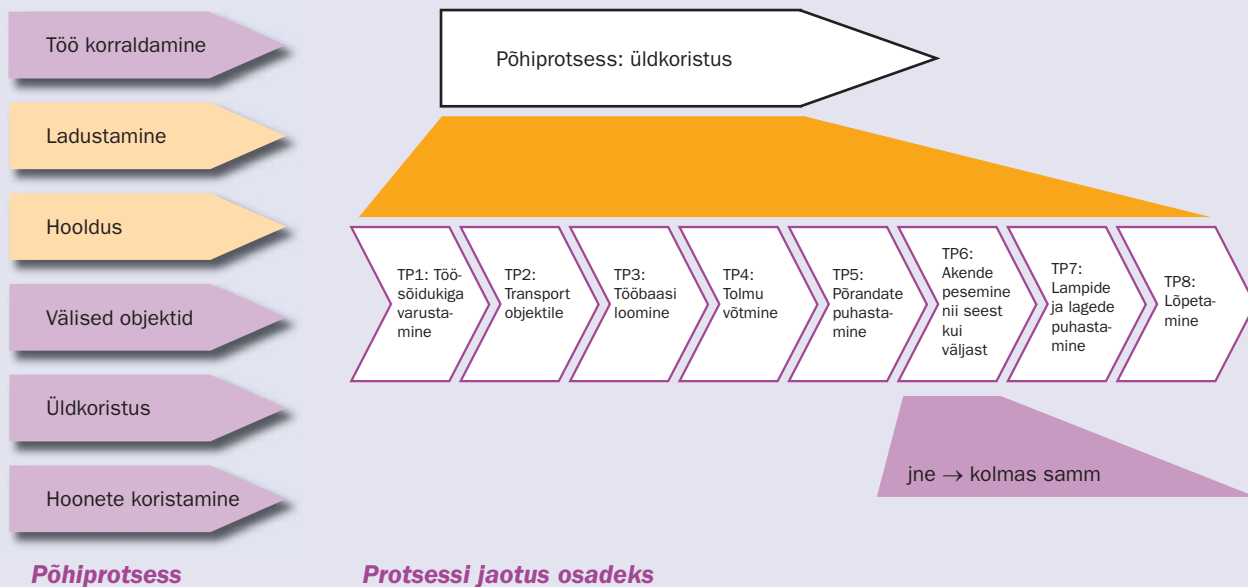 Töö korraldamine
Ladustamine
Hooldus
Välised objektid
Üldkoristus
Hoonete koristamine
Põhiprotsess
Põhiprotsess: üldkoristus
TP1: Töö-
sõidukiga
varusta-
mine
TP2:
Transport
objektile
TP3:
Tööbaasi
loomine
TP4:
Tolmu
võtmine
TP5:
Põrandate
puhasta-
mine
TP6:
Akende
pesemine
nii seest
kui
väljast
TP7:
Lampide
ja lagede
puhasta-
mine
TP8:
Lõpeta-
mine
jne → kolmas samm
Protsessi jaotus osadeks